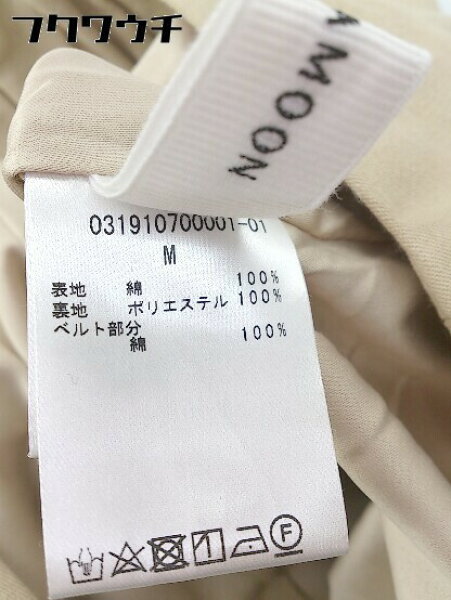 フクワウチ
A MOON
031910700001-01
M
表地 綿 100%
裏地 ポリエステル 100%
ベルト部分
綿 100%
1 F